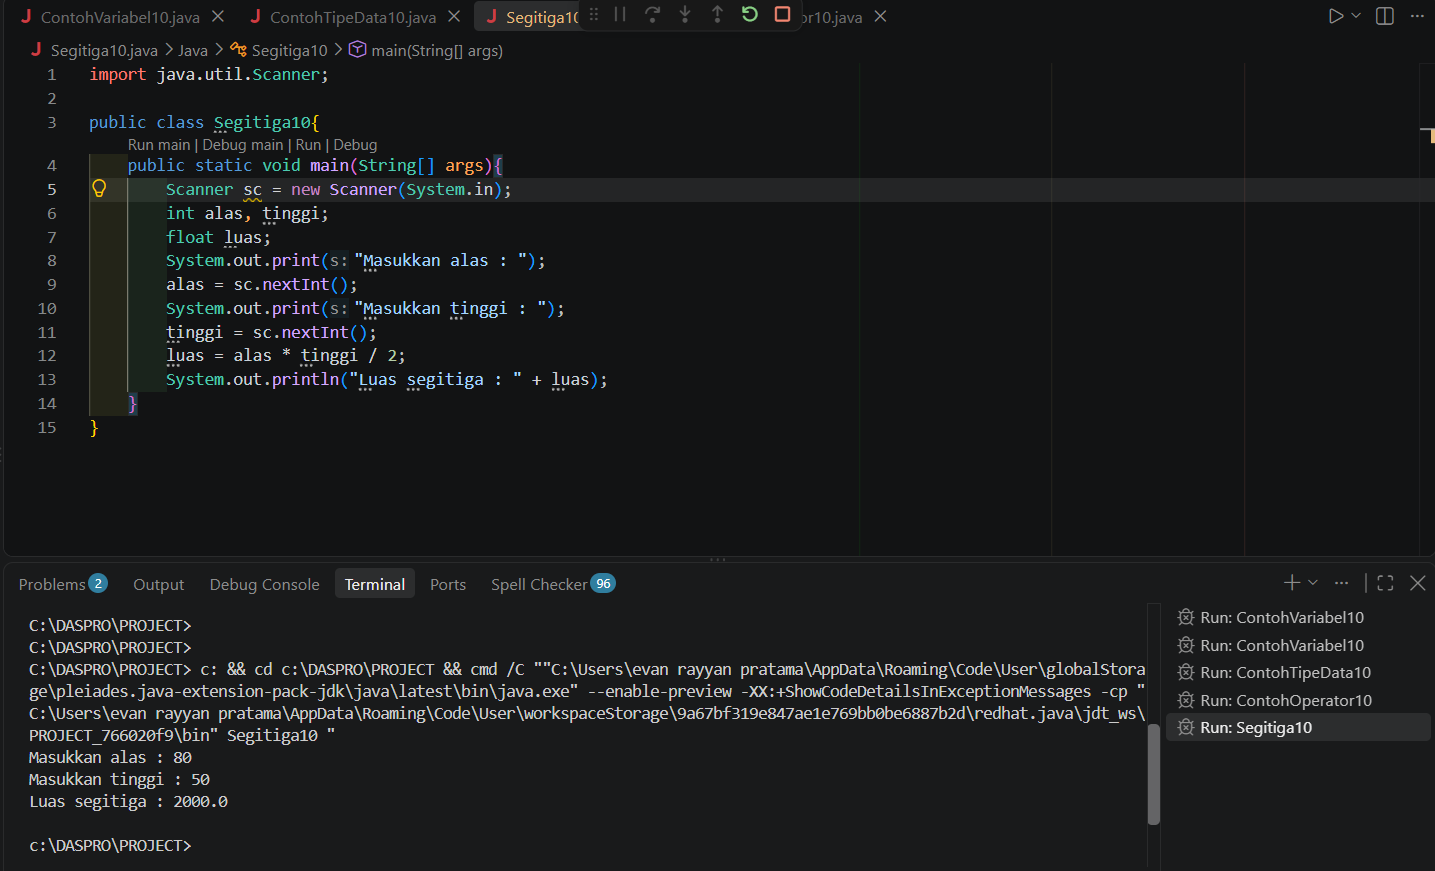 ContohVariabel10.java ContohTipeData10.java Segitiga10 or10.java
Segitiga10.java > Java > Segitiga10 > main(String[] args)
1 import java.util.Scanner;
2
3 public class Segitiga10{
Run main | Debug main | Run | Debug
4 public static void main(String[] args){
5 Scanner sc = new Scanner(System.in);
6 int alas, tinggi;
7 float luas;
8 System.out.print(s: "Masukkan alas : ");
9 alas = sc.nextInt();
10 System.out.print(s: "Masukkan tinggi : ");
11 tinggi = sc.nextInt();
12 luas = alas * tinggi / 2;
13 System.out.println("Luas segitiga : " + luas);
14 }
15 }
Problems 2 Output Debug Console Terminal Ports Spell Checker 96
C:\DASPRO\PROJECT>
C:\DASPRO\PROJECT>
C:\DASPRO\PROJECT> c: && cd c:\DASPRO\PROJECT && cmd /C ""C:\Users\evan rayyan pratama\AppData\Roaming\Code\User\globalStora
ge\pleiades.java-extension-pack-jdk\java\latest\bin\java.exe" --enable-preview -XX:+ShowCodeDetailsInExceptionMessages -cp "
C:\Users\evan rayyan pratama\AppData\Roaming\Code\User\workspaceStorage\9a67bf319e847ae1e769bb0be6887b2d\redhat.java\jdt_ws\
PROJECT_766020f9\bin" Segitiga10 "
Masukkan alas : 80
Masukkan tinggi : 50
Luas segitiga : 2000.0
c:\DASPRO\PROJECT>
Run: ContohVariabel10
Run: ContohVariabel10
Run: ContohTipeData10
Run: ContohOperator10
Run: Segitiga10